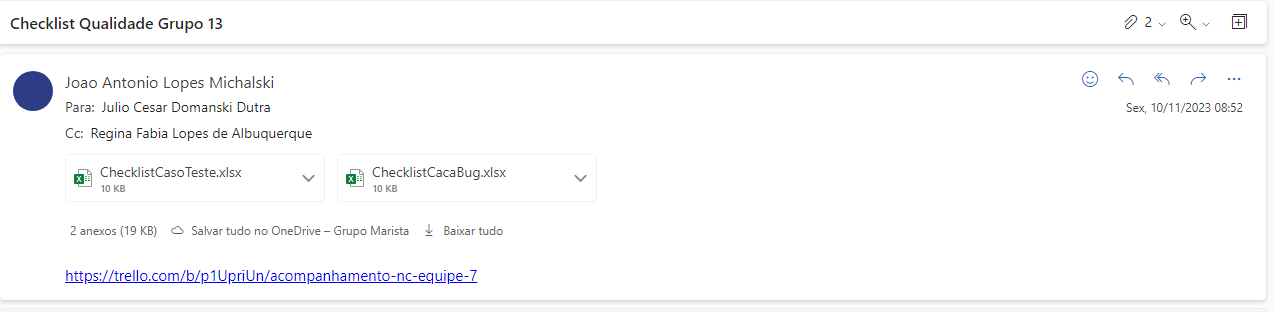 Checklist Qualidade Grupo 13
2
Joao Antonio Lopes Michalski
Para: Julio Cesar Domanski Dutra
Sex, 10/11/2023 08:52
Cc: Regina Fabia Lopes de Albuquerque
ChecklistCasoTeste.xlsx
10 KB
ChecklistCacaBug.xlsx
10 KB
2 anexos (19 KB) Salvar tudo no OneDrive – Grupo Marista Baixar tudo
https://trello.com/b/p1UpriUn/acompanhamento-nc-equipe-7